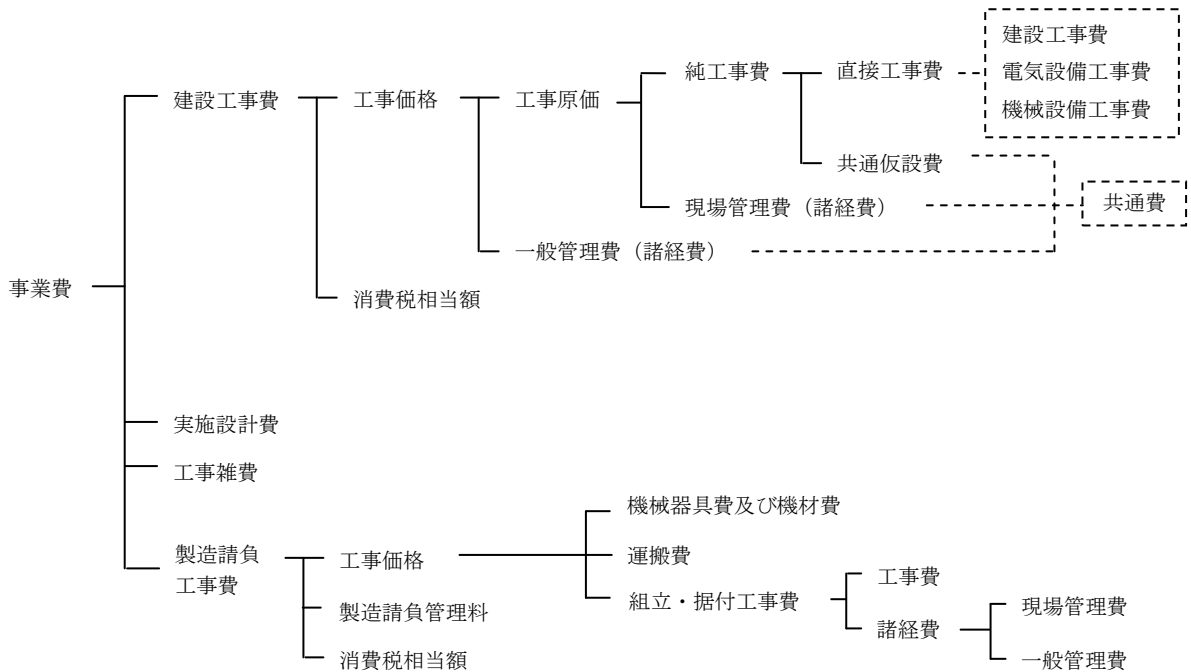 建設工事費
電気設備工事費
機械設備工事費
純工事費
直接工事費
建設工事費
工事価格
工事原価
共通仮設費
現場管理費（諸経費）
共通費
一般管理費（諸経費）
事業費
消費税相当額
実施設計費
工事雑費
機械器具費及び機材費
製造請負
工事費
工事価格
運搬費
組立・据付工事費
工事費
製造請負管理料
諸経費
現場管理費
消費税相当額
一般管理費